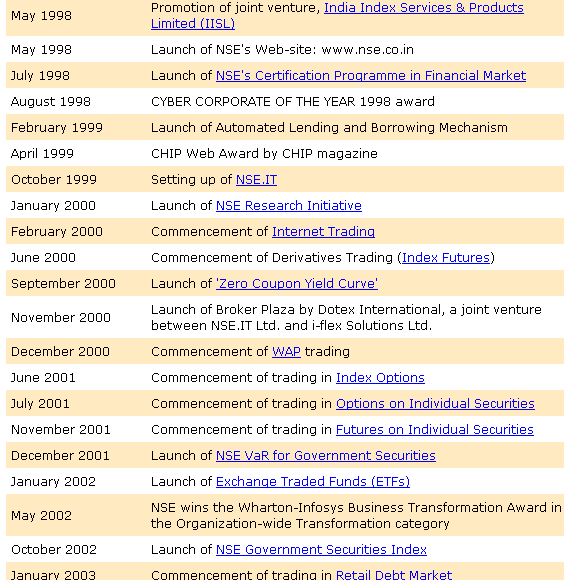 May 1998 Promotion of joint venture, India Index Services & Products
Limited (IISL)
May 1998 Launch of NSE's Web-site: www.nse.co.in
July 1998 Launch of NSE's Certification Programme in Financial Market
August 1998 CYBER CORPORATE OF THE YEAR 1998 award
February 1999 Launch of Automated Lending and Borrowing Mechanism
April 1999 CHIP Web Award by CHIP magazine
October 1999 Setting up of NSE.IT
January 2000 Launch of NSE Research Initiative
February 2000 Commencement of Internet Trading
June 2000 Commencement of Derivatives Trading (Index Futures)
September 2000 Launch of 'Zero Coupon Yield Curve'
November 2000 Launch of Broker Plaza by Dotex International, a joint venture
between NSE.IT Ltd. and i-flex Solutions Ltd.
December 2000 Commencement of WAP trading
June 2001 Commencement of trading in Index Options
July 2001 Commencement of trading in Options on Individual Securities
November 2001 Commencement of trading in Futures on Individual Securities
December 2001 Launch of NSE VaR for Government Securities
January 2002 Launch of Exchange Traded Funds (ETFs)
May 2002 NSE wins the Wharton-Infosys Business Transformation Award in
the Organization-wide Transformation category
October 2002 Launch of NSE Government Securities Index
January 2003 Commencement of trading in Retail Debt Market